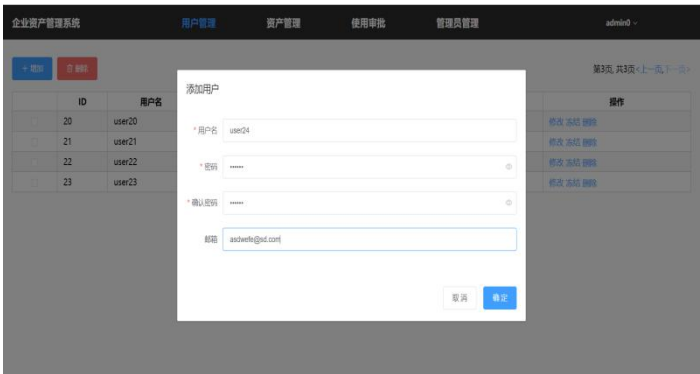 企业资产管理系统 用户管理 资产管理 使用审批 管理员管理 admin0
+ 增加 删除 第3页, 共3页<上一页,下一页>
添加用户
ID 用户名 操作
20 user20 修改 冻结 删除
* 用户名 user24
21 user21 修改 冻结 删除
22 user22 修改 冻结 删除
* 密码 ••••••
23 user23 修改 冻结 删除
* 确认密码 ••••••
邮箱 asdwefe@sd.com
取消 确定